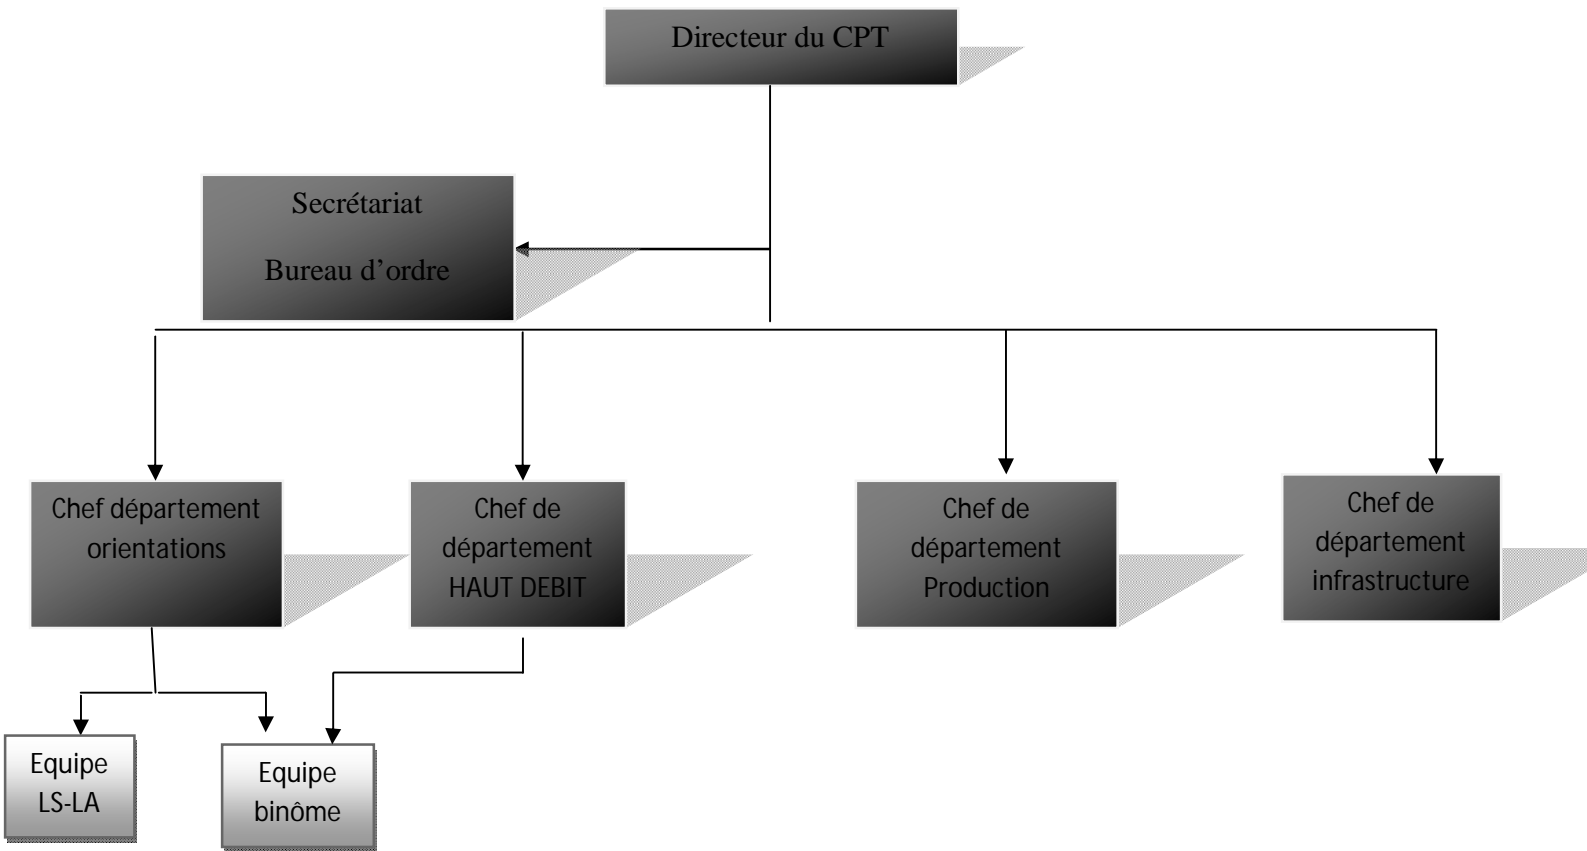 Directeur du CPT
Secrétariat
Bureau d’ordre
Chef département
orientations
Chef de
département
HAUT DEBIT
Chef de
département
Production
Chef de
département
infrastructure
Equipe
LS-LA
Equipe
binôme